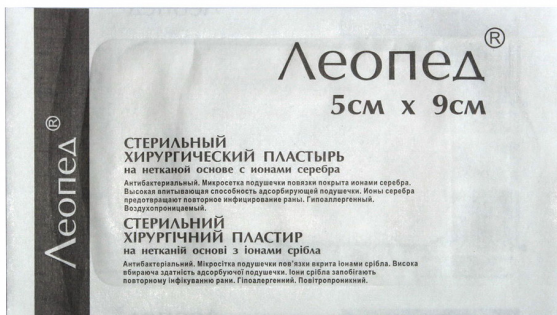 Леопед®
Леопед®
5см х 9см
СТЕРИЛЬНЫЙ
ХИРУРГИЧЕСКИЙ ПЛАСТЫРЬ
на нетканой основе с ионами серебра
Антибактериальный. Микросетка подушечки повязки покрыта ионами серебра.
Высокая впитывающая способность адсорбирующей подушечки. Ионы серебра
предотвращают повторное инфицирование раны. Гипоаллергенный.
Воздухопроницаемый.
СТЕРИЛЬНИЙ
ХІРУРГІЧНИЙ ПЛАСТИР
на нетканій основі з іонами срібла
Антибактеріальний. Мікросітка подушечки пов'язки вкрита іонами срібла. Висока
вбираюча здатність адсорбуючої подушечки. Іони срібла запобігають
повторному інфікуванню рани. Гіпоалергенний. Повітропроникний.